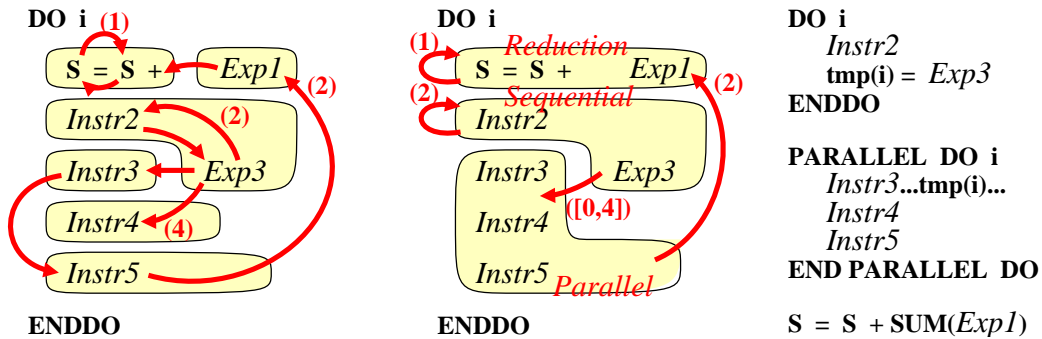 DO i
(1)
S = S + Exp1
(2)
Instr2 (2)
Instr3 Exp3
Instr4 (4)
Instr5
ENDDO
DO i
(1) Reduction
S = S + Exp1
(2) Sequential (2)
Instr2
Instr3 Exp3
([0,4])
Instr4
Instr5 Parallel
ENDDO
DO i
Instr2
tmp(i) = Exp3
ENDDO
PARALLEL DO i
Instr3...tmp(i)...
Instr4
Instr5
END PARALLEL DO
S = S + SUM(Exp1)